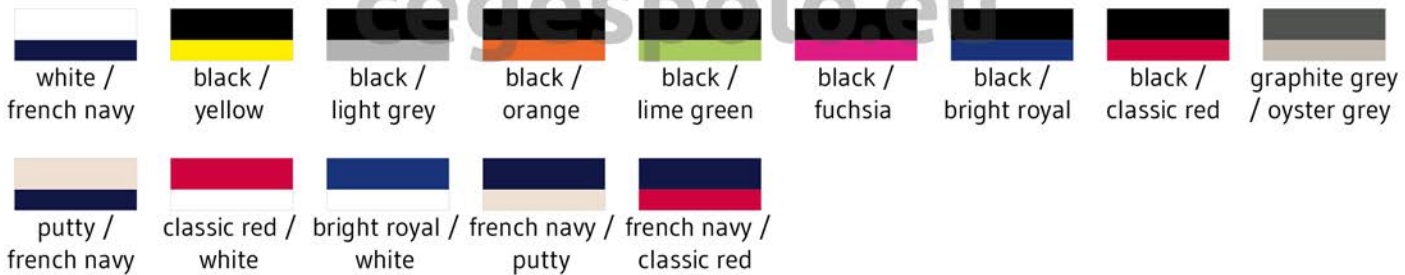 cegespolo.eu
white /
french navy
black /
yellow
black /
light grey
black /
orange
black /
lime green
black /
fuchsia
black /
bright royal
black /
classic red
graphite grey
/ oyster grey
putty /
french navy
classic red /
white
bright royal /
white
french navy /
putty
french navy /
classic red